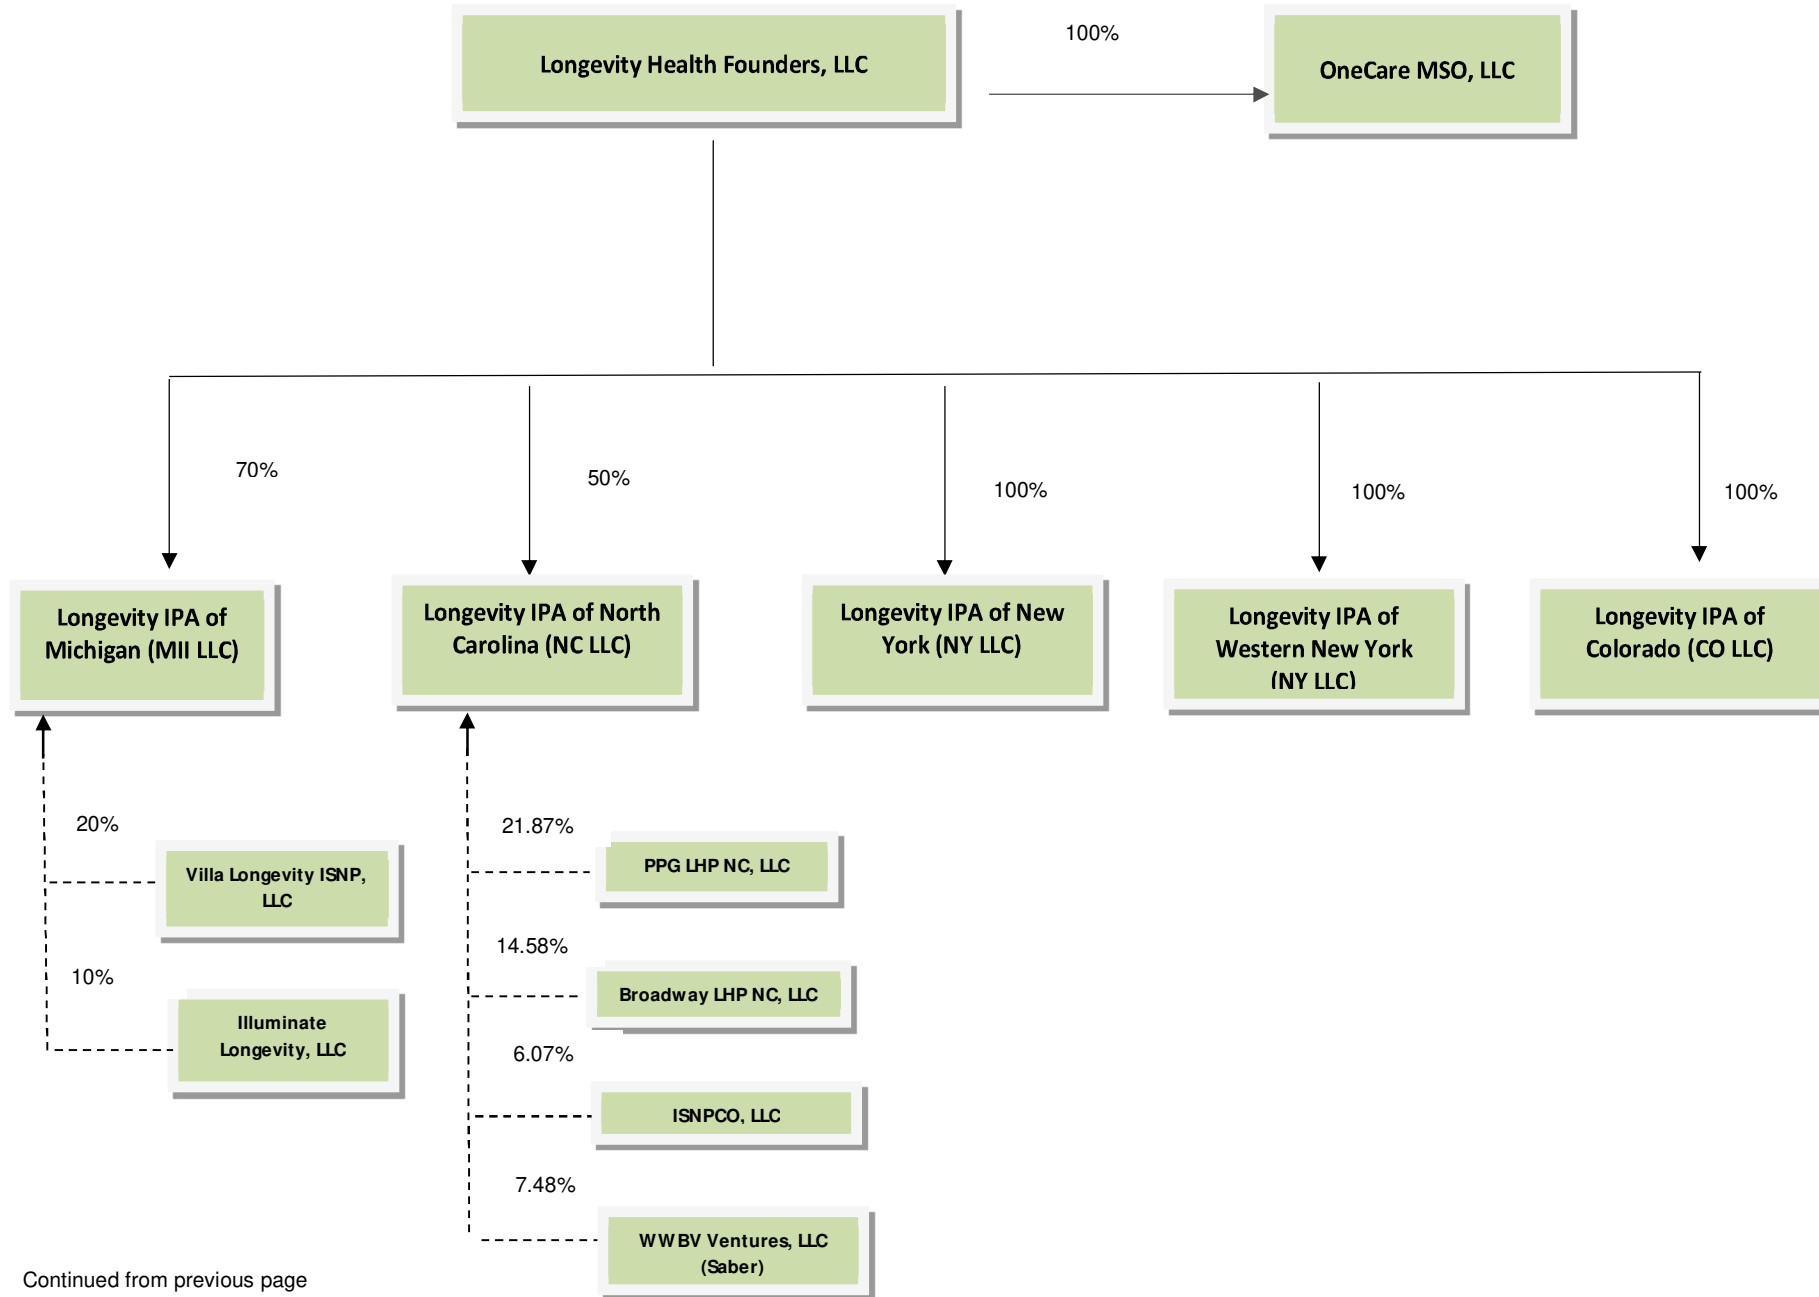 Longevity Health Founders, LLC
100%
OneCare MSO, LLC
70%
50%
100%
100%
100%
Longevity IPA of
Michigan (MII LLC)
Longevity IPA of North
Carolina (NC LLC)
Longevity IPA of New
York (NY LLC)
Longevity IPA of
Western New York
(NY LLC)
Longevity IPA of
Colorado (CO LLC)
20%
Villa Longevity ISNP,
LLC
10%
Illuminate
Longevity, LLC
21.87%
PPG LHP NC, LLC
14.58%
Broadway LHP NC, LLC
6.07%
ISNPCO, LLC
7.48%
WWBV Ventures, LLC
(Saber)
Continued from previous page